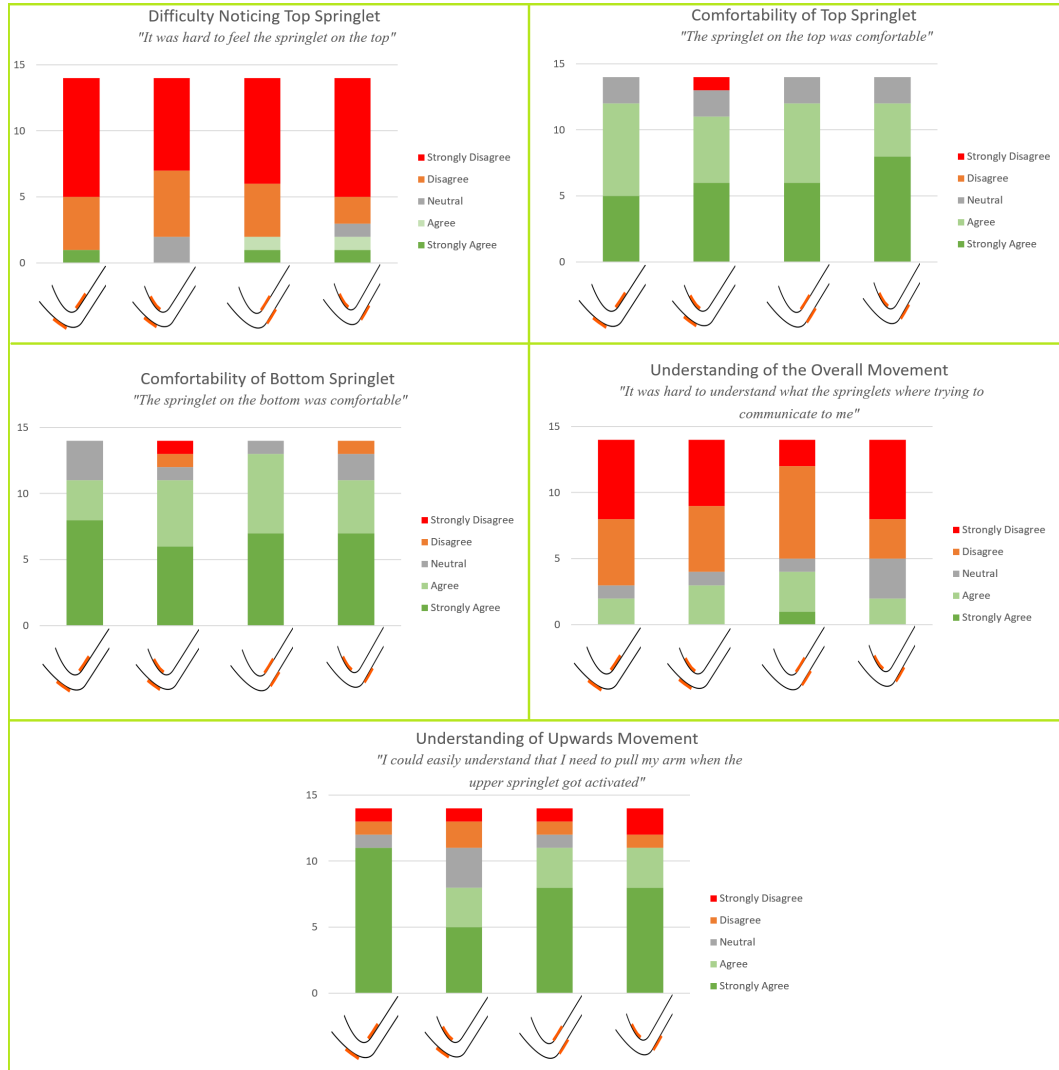 Difficulty Noticing Top Springlet
"It was hard to feel the springlet on the top"
15
10
5
0
Strongly Disagree
Disagree
Neutral
Agree
Strongly Agree
Comfortability of Top Springlet
"The springlet on the top was comfortable"
15
10
5
0
Strongly Disagree
Disagree
Neutral
Agree
Strongly Agree
Comfortability of Bottom Springlet
"The springlet on the bottom was comfortable"
15
10
5
0
Strongly Disagree
Disagree
Neutral
Agree
Strongly Agree
Understanding of the Overall Movement
"It was hard to understand what the springlets where trying to
communicate to me"
15
10
5
0
Strongly Disagree
Disagree
Neutral
Agree
Strongly Agree
Understanding of Upwards Movement
"I could easily understand that I need to pull my arm when the
upper springlet got activated"
15
10
5
0
Strongly Disagree
Disagree
Neutral
Agree
Strongly Agree